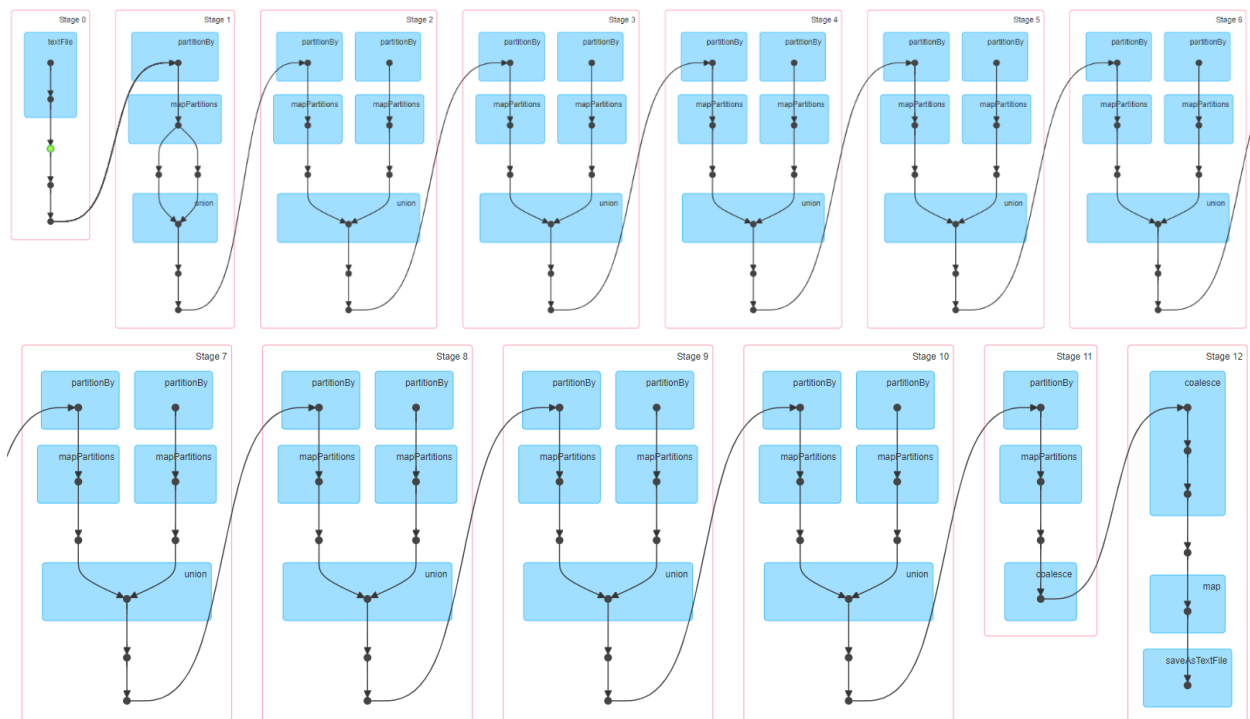 Stage 0
textFile
Stage 1
partitionBy
mapPartitions
union
Stage 2
partitionBy partitionBy
mapPartitions mapPartitions
union
Stage 3
partitionBy partitionBy
mapPartitions mapPartitions
union
Stage 4
partitionBy partitionBy
mapPartitions mapPartitions
union
Stage 5
partitionBy partitionBy
mapPartitions mapPartitions
union
Stage 6
partitionBy partitionBy
mapPartitions mapPartitions
union
Stage 7
partitionBy partitionBy
mapPartitions mapPartitions
union
Stage 8
partitionBy partitionBy
mapPartitions mapPartitions
union
Stage 9
partitionBy partitionBy
mapPartitions mapPartitions
union
Stage 10
partitionBy partitionBy
mapPartitions mapPartitions
union
Stage 11
partitionBy
mapPartitions
coalesce
Stage 12
coalesce
map
saveAsTextFile